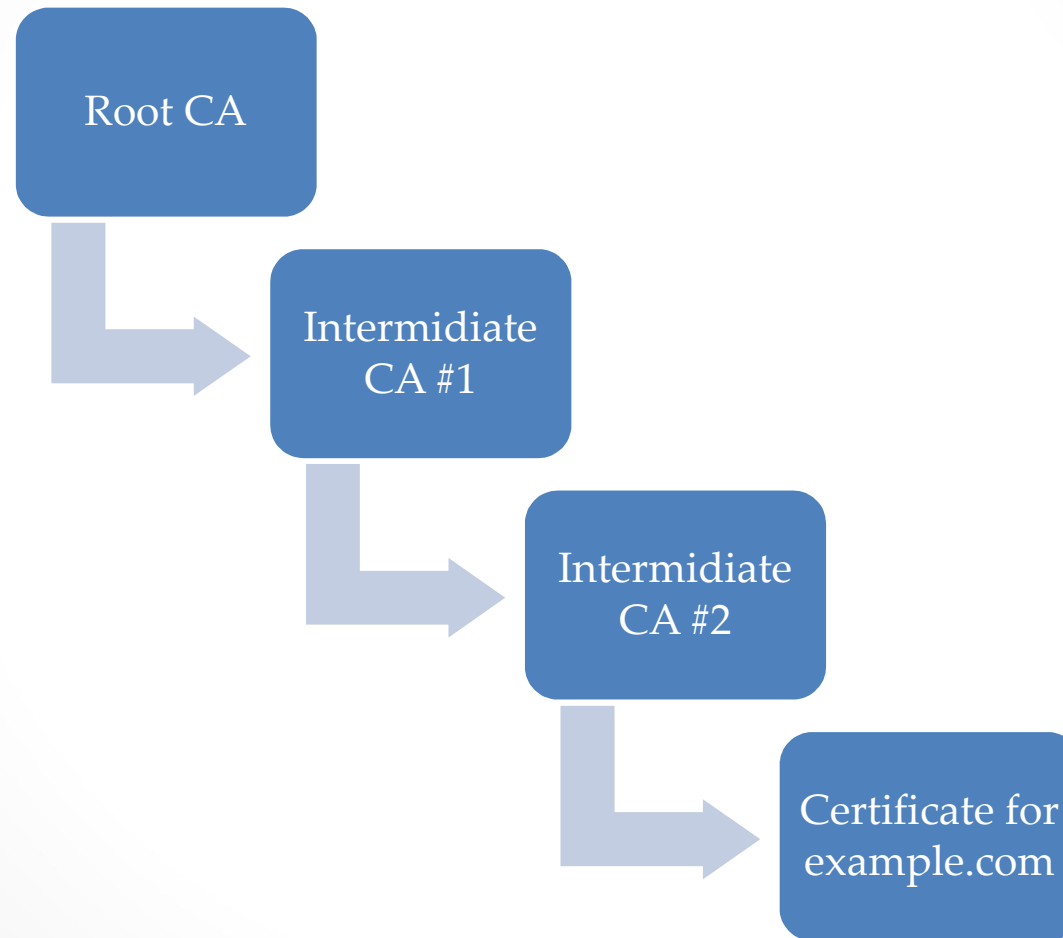 Root CA
Intermidiate
CA #1
Intermidiate
CA #2
Certificate for
example.com